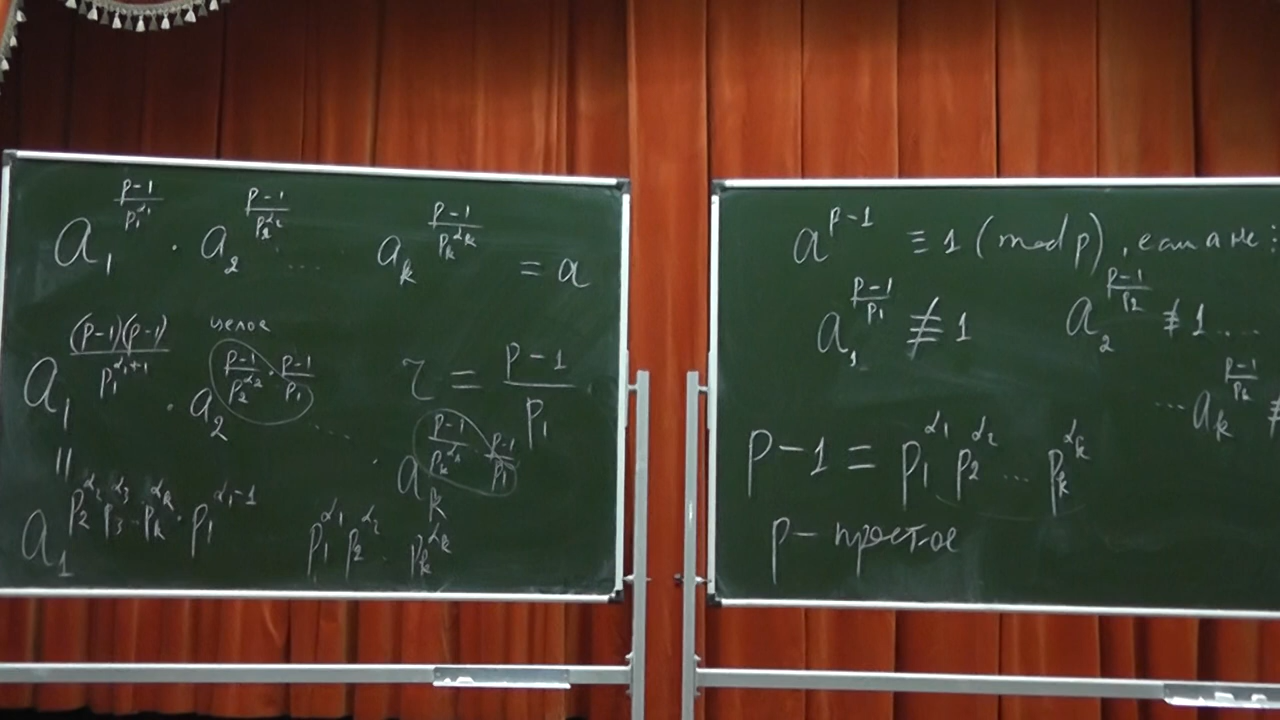 a₁^((p-1)/p₁^α₁) · a₂^((p-1)/p₂^α₂) .... aₖ^((p-1)/pₖ^αₖ) = a
целое
a₁^((p-1)(p-1)/p₁^(α₁+1)) · a₂^((p-1)/p₂^α₂ · (p-1)/p₁) .... · aₖ^((p-1)/pₖ^αₖ · (p-1)/p₁)
τ = (p-1)/p₁
||
a₁^(p₂^α₂ p₃^α₃ .. pₖ^αₖ · p₁^(α₁-1))
p₁^α₁ p₂^α₂ .. pₖ^αₖ
a^(p-1) ≡ 1 (mod p), если a не ⋮
a₁^((p-1)/p₁) ≢ 1 a₂^((p-1)/p₂) ≢ 1 ....
... aₖ^((p-1)/pₖ) ≢
p-1 = p₁^α₁ p₂^α₂ ... pₖ^αₖ
p - простое